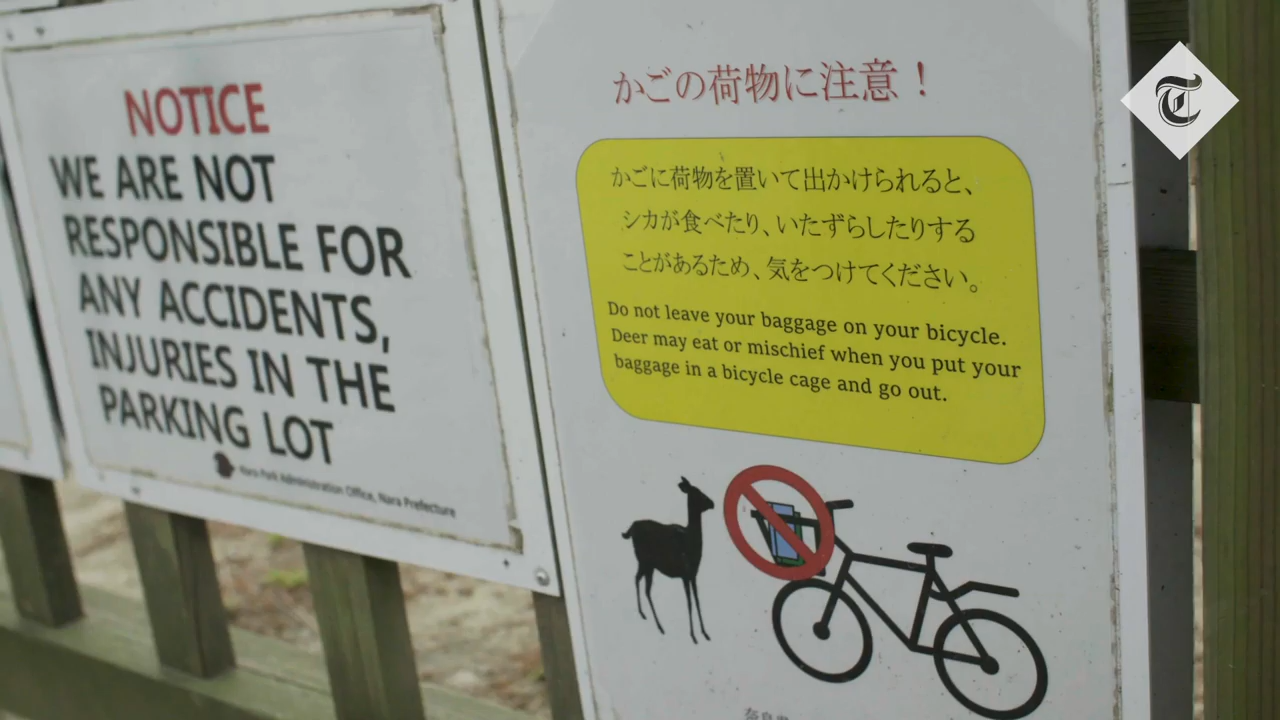 NOTICE
WE ARE NOT
RESPONSIBLE FOR
ANY ACCIDENTS,
INJURIES IN THE
PARKING LOT
Nara Park Administration Office, Nara Prefecture
かごの荷物に注意！
かごに荷物を置いて出かけられると、
シカが食べたり、いたずらしたりする
ことがあるため、気をつけてください。
Do not leave your baggage on your bicycle.
Deer may eat or mischief when you put your
baggage in a bicycle cage and go out.
T